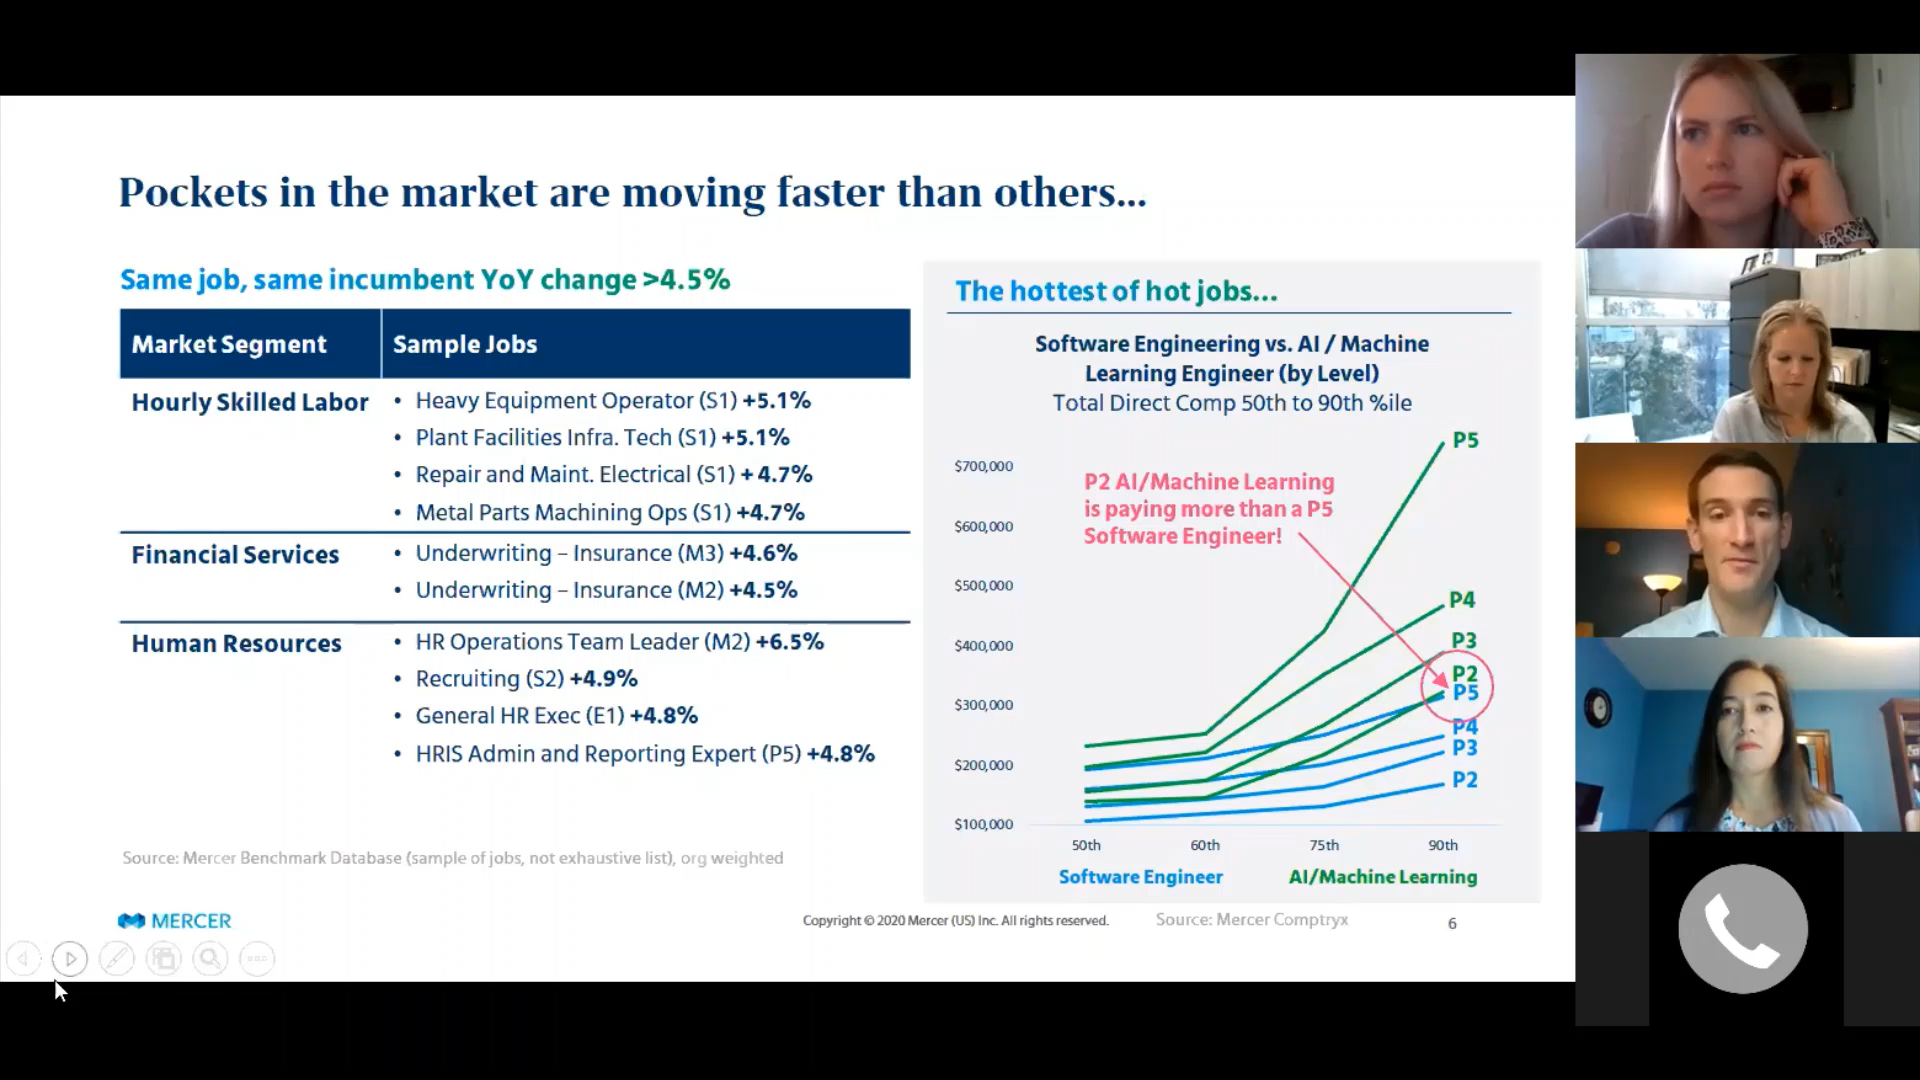 Pockets in the market are moving faster than others...
Same job, same incumbent YoY change >4.5%
Market Segment
Sample Jobs
Hourly Skilled Labor
• Heavy Equipment Operator (S1) +5.1%
• Plant Facilities Infra. Tech (S1) +5.1%
• Repair and Maint. Electrical (S1) + 4.7%
• Metal Parts Machining Ops (S1) +4.7%
Financial Services
• Underwriting – Insurance (M3) +4.6%
• Underwriting – Insurance (M2) +4.5%
Human Resources
• HR Operations Team Leader (M2) +6.5%
• Recruiting (S2) +4.9%
• General HR Exec (E1) +4.8%
• HRIS Admin and Reporting Expert (P5) +4.8%
Source: Mercer Benchmark Database (sample of jobs, not exhaustive list), org weighted
The hottest of hot jobs...
Software Engineering vs. AI / Machine
Learning Engineer (by Level)
Total Direct Comp 50th to 90th %ile
P2 AI/Machine Learning
is paying more than a P5
Software Engineer!
$700,000
$600,000
$500,000
$400,000
$300,000
$200,000
$100,000
P5
P4
P3
P2
P5
P4
P3
P2
50th
60th
75th
90th
Software Engineer
AI/Machine Learning
MERCER
Copyright © 2020 Mercer (US) Inc. All rights reserved.
Source: Mercer Comptryx
6